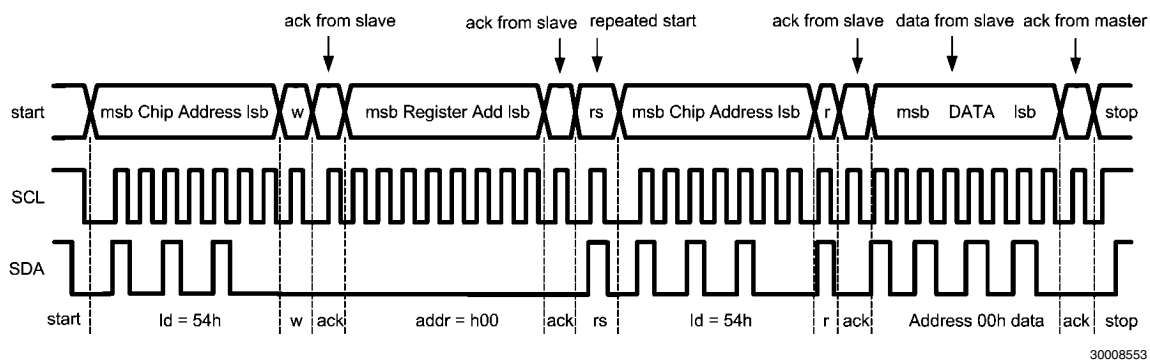 ack from slave ack from slave repeated start ack from slave data from slave ack from master
start msb Chip Address lsb w msb Register Add lsb rs msb Chip Address lsb r msb DATA lsb stop
SCL
SDA
start Id = 54h w ack addr = h00 ack rs Id = 54h r ack Address 00h data ack stop
30008553